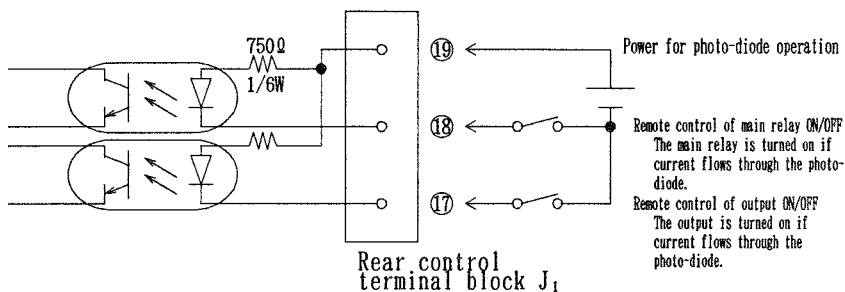 750Ω
1/6W
⑲
Power for photo-diode operation
⑱
Remote control of main relay ON/OFF
The main relay is turned on if
current flows through the photo-
diode.
⑰
Remote control of output ON/OFF
The output is turned on if
current flows through the
photo-diode.
Rear control
terminal block J₁